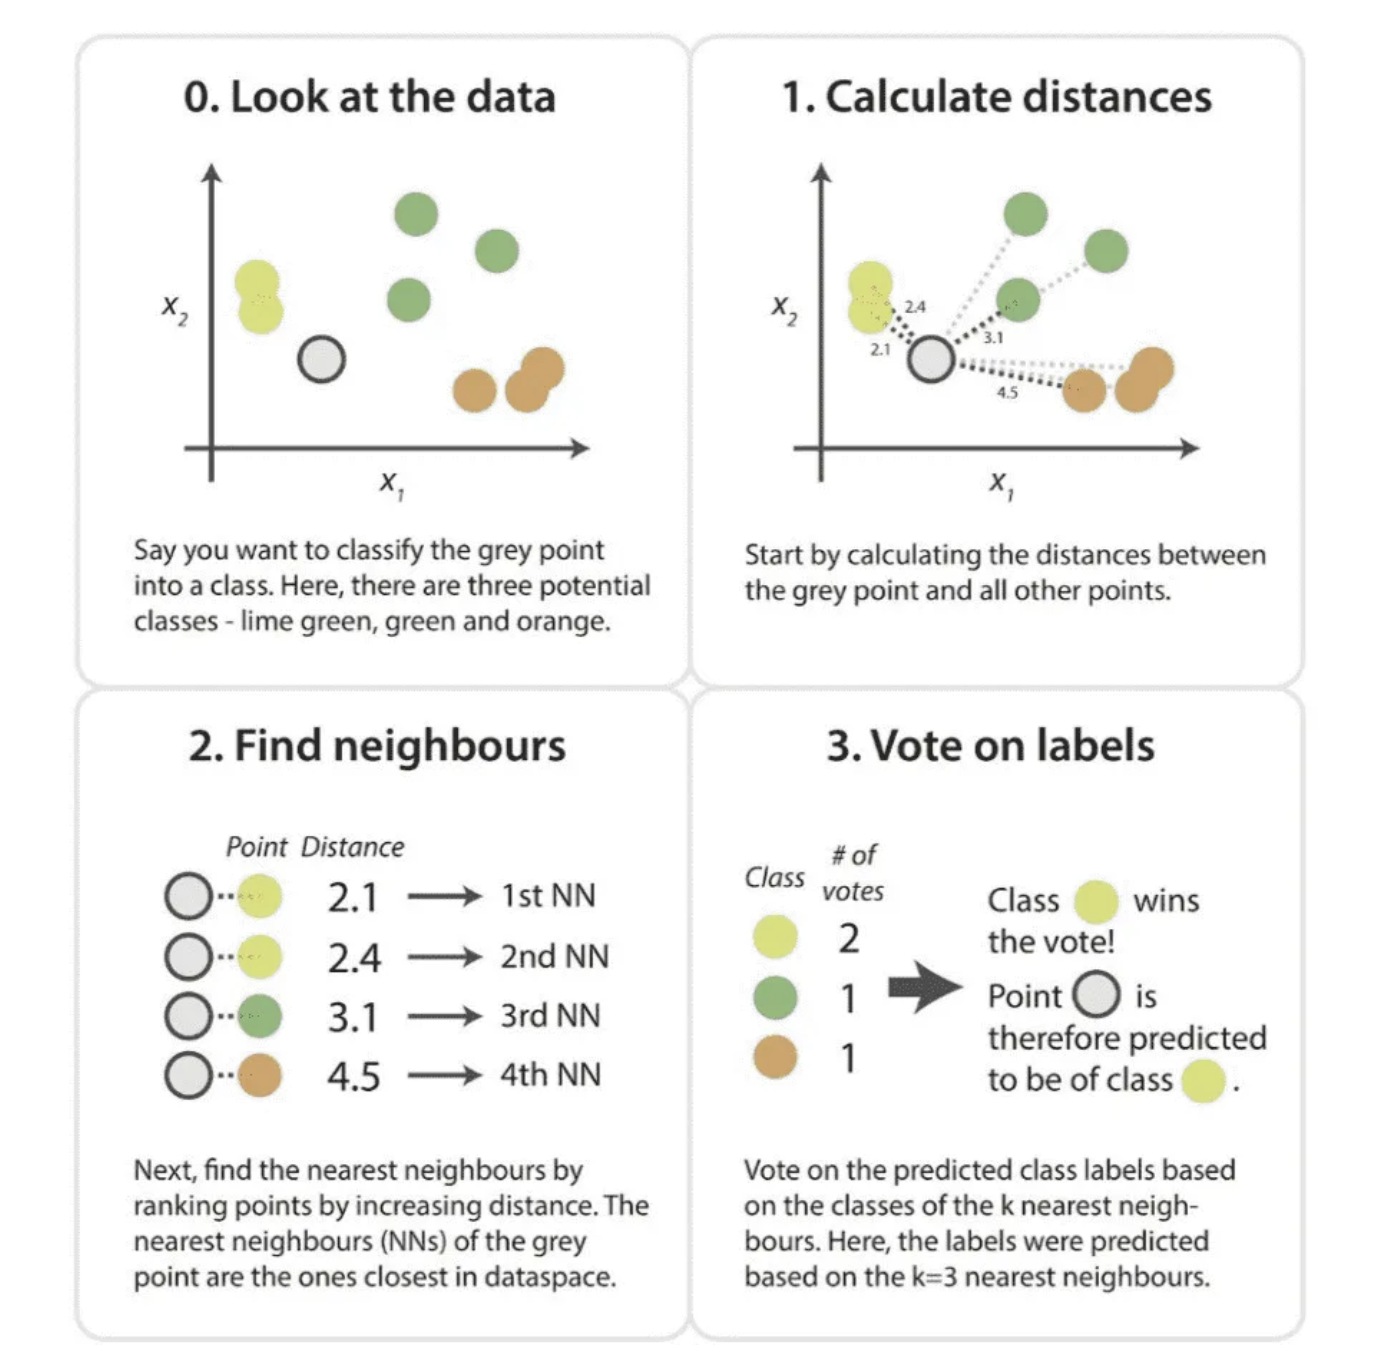 0. Look at the data
x2
x1
Say you want to classify the grey point
into a class. Here, there are three potential
classes - lime green, green and orange.
1. Calculate distances
x2
2.4
2.1
3.1
4.5
x1
Start by calculating the distances between
the grey point and all other points.
2. Find neighbours
Point Distance
2.1 1st NN
2.4 2nd NN
3.1 3rd NN
4.5 4th NN
Next, find the nearest neighbours by
ranking points by increasing distance. The
nearest neighbours (NNs) of the grey
point are the ones closest in dataspace.
3. Vote on labels
Class # of votes
2
1
1
Class wins
the vote!
Point is
therefore predicted
to be of class .
Vote on the predicted class labels based
on the classes of the k nearest neigh-
bours. Here, the labels were predicted
based on the k=3 nearest neighbours.